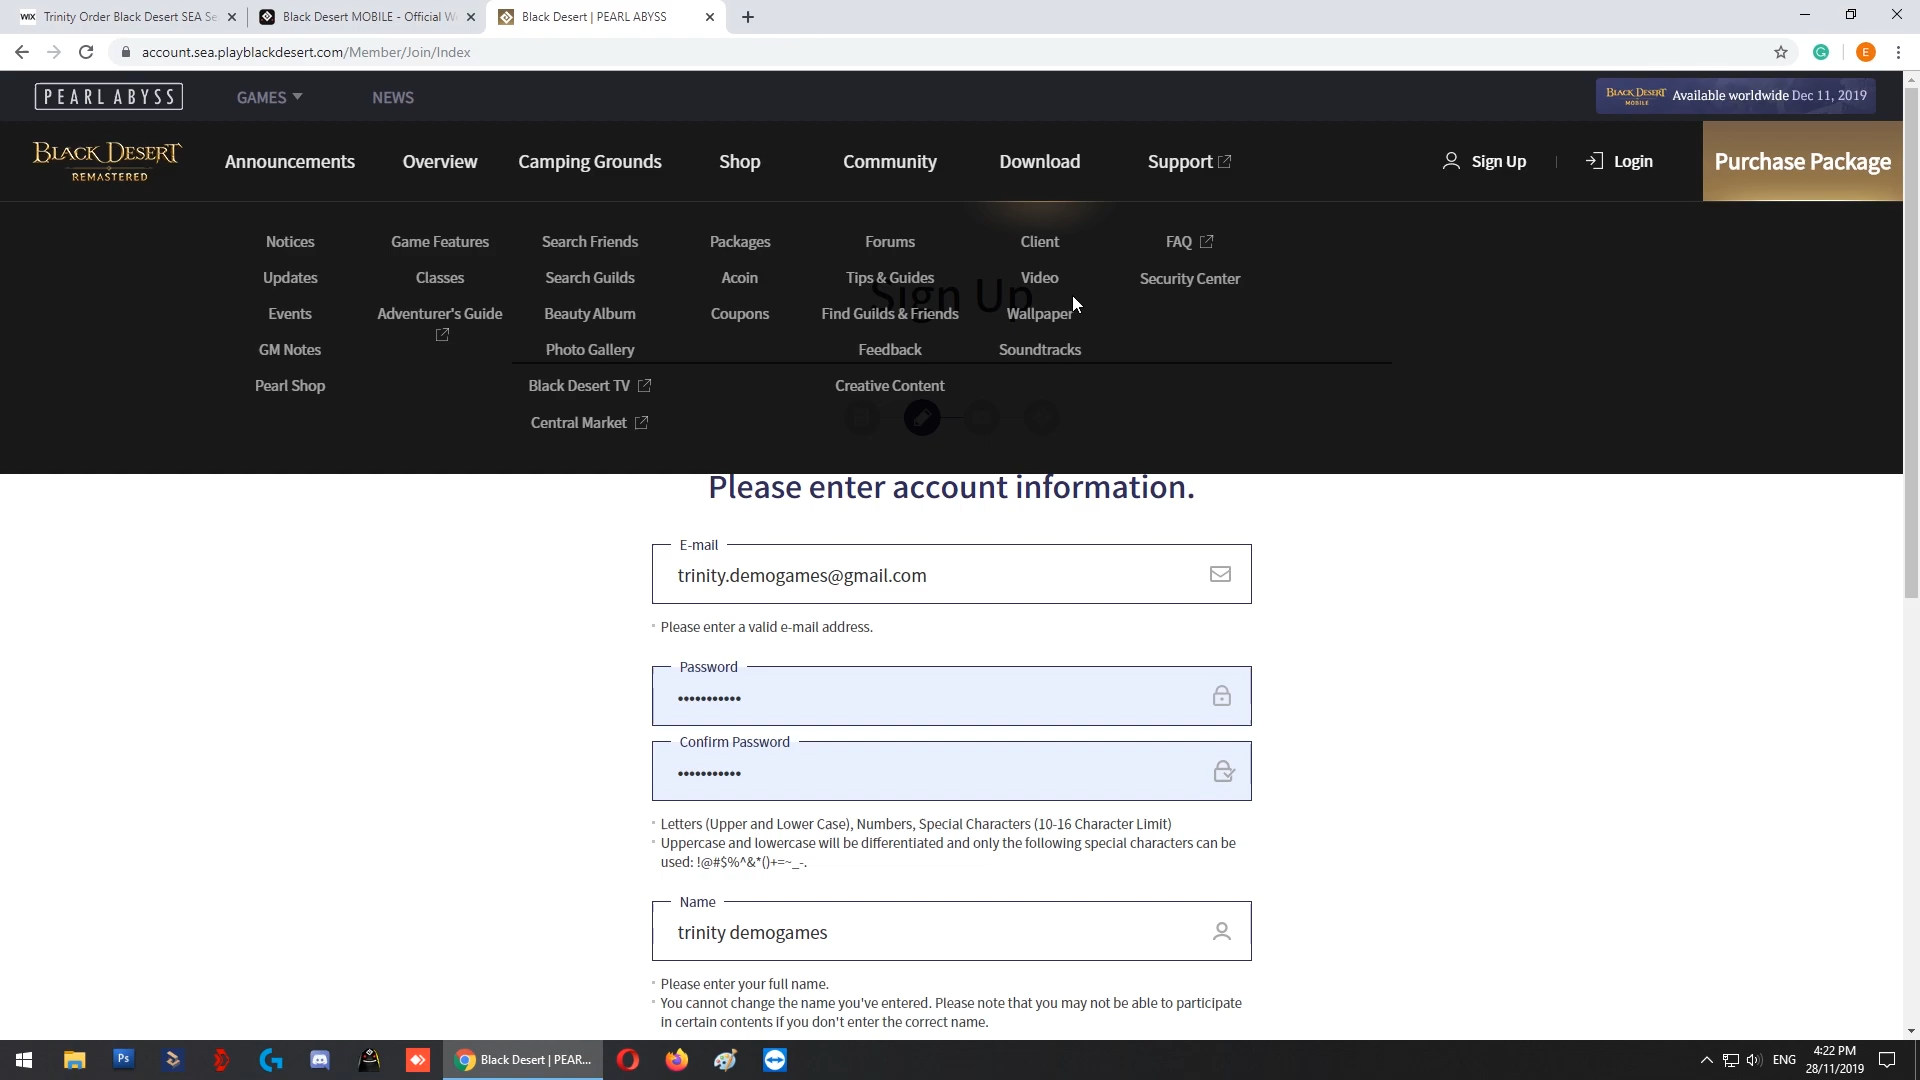 WiX Trinity Order Black Desert SEA Se
Black Desert MOBILE - Official W
Black Desert | PEARL ABYSS
account.sea.playblackdesert.com/Member/Join/Index
E
PEARL ABYSS
GAMES
NEWS
BLACK DESERT MOBILE Available worldwide Dec 11, 2019
BLACK DESERT
REMASTERED
Announcements
Overview
Camping Grounds
Shop
Community
Download
Support
Sign Up
Login
Purchase Package
Notices
Game Features
Search Friends
Packages
Forums
Client
FAQ
Updates
Classes
Search Guilds
Acoin
Tips & Guides
Video
Security Center
Sign Up
Events
Adventurer's Guide
Beauty Album
Coupons
Find Guilds & Friends
Wallpaper
GM Notes
Photo Gallery
Feedback
Soundtracks
Pearl Shop
Black Desert TV
Creative Content
Central Market
Please enter account information.
E-mail
trinity.demogames@gmail.com
Please enter a valid e-mail address.
Password
•••••••••••
Confirm Password
•••••••••••
Letters (Upper and Lower Case), Numbers, Special Characters (10-16 Character Limit)
Uppercase and lowercase will be differentiated and only the following special characters can be
used: !@#$%^&*()+=~_-.
Name
trinity demogames
Please enter your full name.
You cannot change the name you've entered. Please note that you may not be able to participate
in certain contents if you don't enter the correct name.
Ps
Black Desert | PEAR...
ENG
4:22 PM
28/11/2019